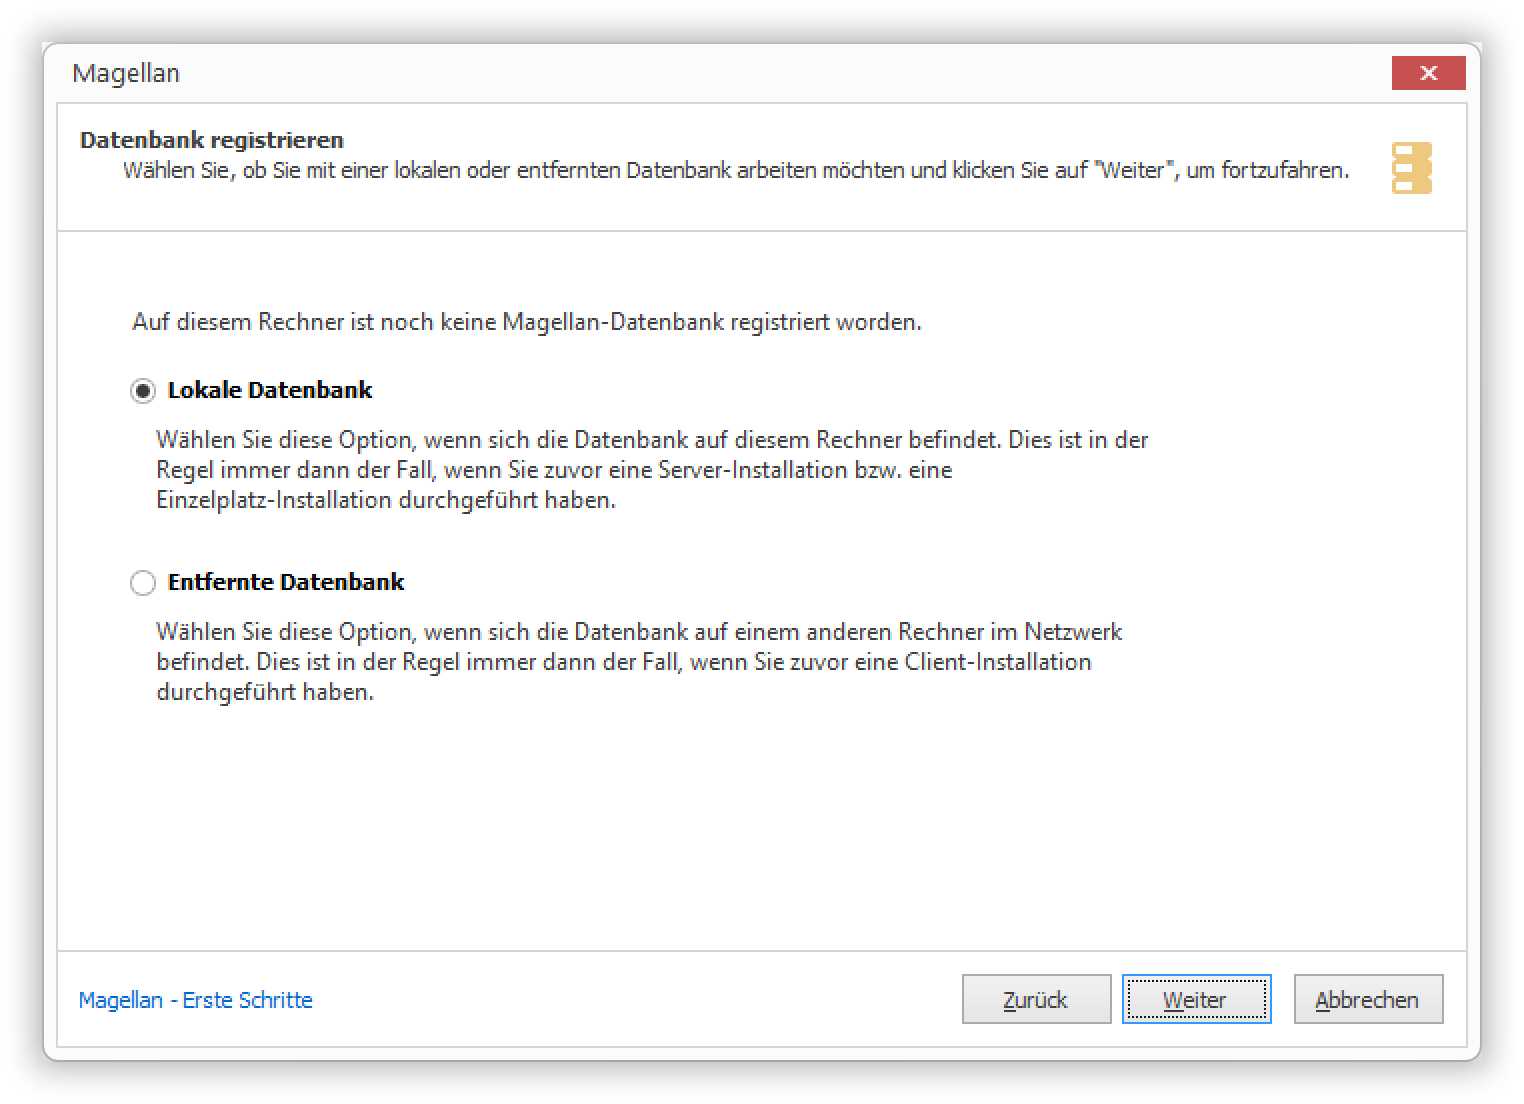 Magellan
Datenbank registrieren
Wählen Sie, ob Sie mit einer lokalen oder entfernten Datenbank arbeiten möchten und klicken Sie auf "Weiter", um fortzufahren.
Auf diesem Rechner ist noch keine Magellan-Datenbank registriert worden.
Lokale Datenbank
Wählen Sie diese Option, wenn sich die Datenbank auf diesem Rechner befindet. Dies ist in der
Regel immer dann der Fall, wenn Sie zuvor eine Server-Installation bzw. eine
Einzelplatz-Installation durchgeführt haben.
Entfernte Datenbank
Wählen Sie diese Option, wenn sich die Datenbank auf einem anderen Rechner im Netzwerk
befindet. Dies ist in der Regel immer dann der Fall, wenn Sie zuvor eine Client-Installation
durchgeführt haben.
Magellan - Erste Schritte
Zurück
Weiter
Abbrechen